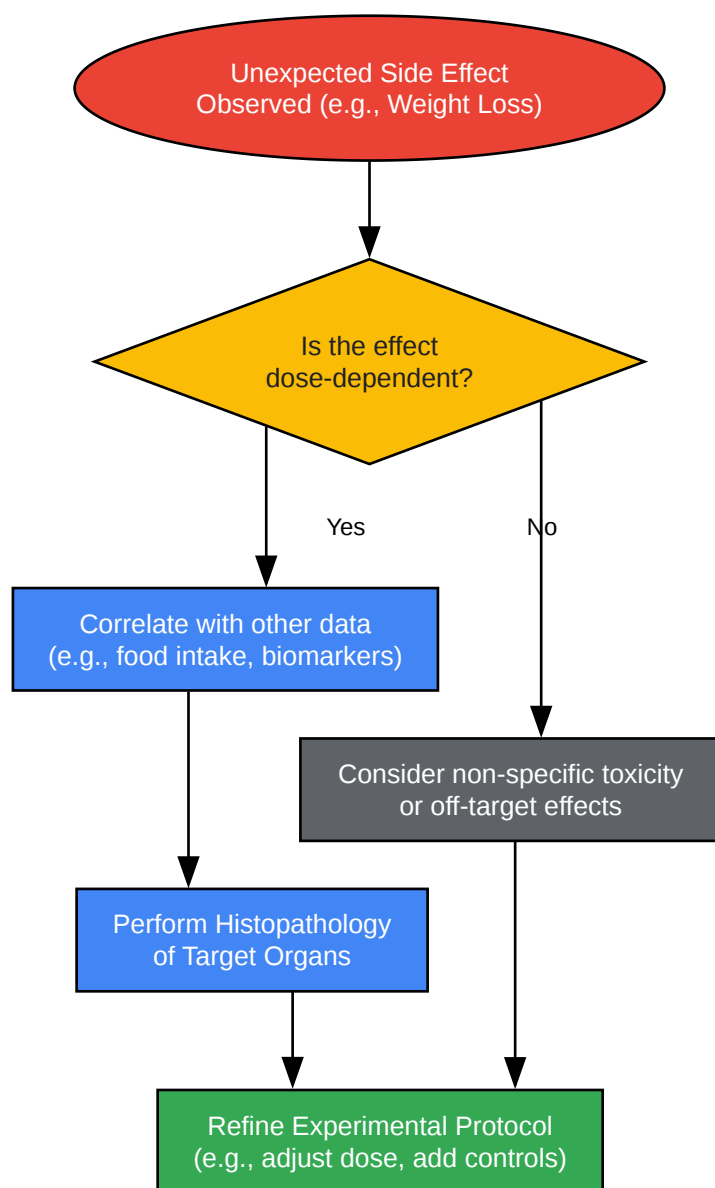 Unexpected Side Effect
Observed (e.g., Weight Loss)
Is the effect
dose-dependent?
Yes
No
Correlate with other data
(e.g., food intake, biomarkers)
Consider non-specific toxicity
or off-target effects
Perform Histopathology
of Target Organs
Refine Experimental Protocol
(e.g., adjust dose, add controls)